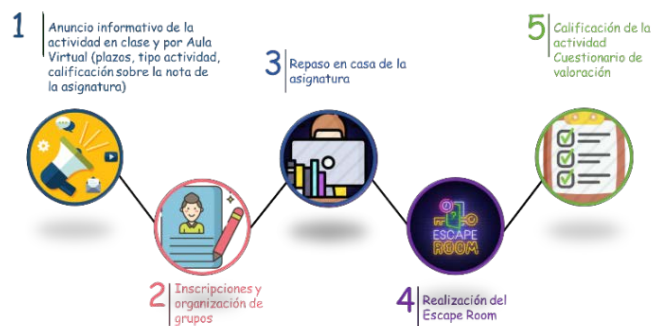 1
Anuncio informativo de la
actividad en clase y por Aula
Virtual (plazos, tipo actividad,
calificación sobre la nota de
la asignatura)
2
Inscripciones y
organización de
grupos
3
Repaso en casa de la
asignatura
ESCAPE
ROOM
4
Realización del
Escape Room
5
Calificación de la
actividad
Cuestionario de
valoración